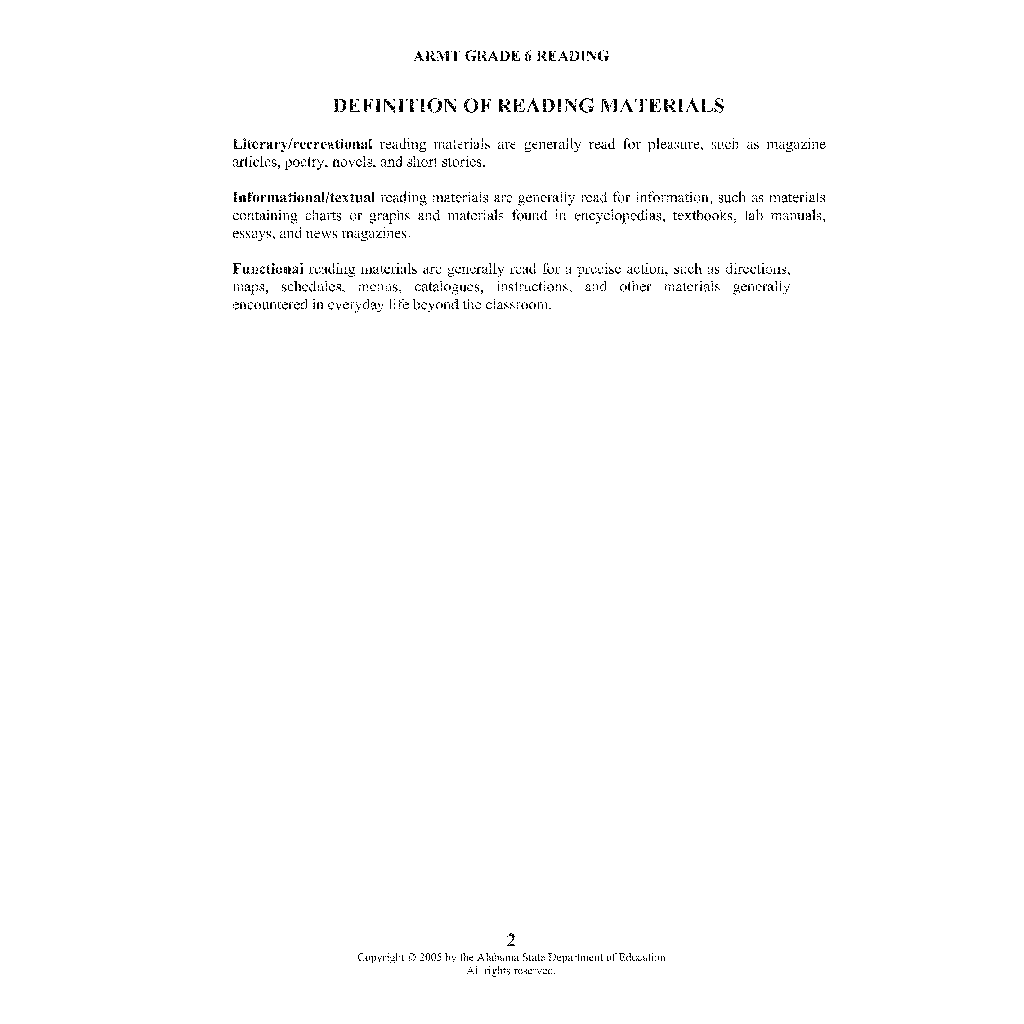 ARMT GRADE 6 READING
DEFINITION OF READING MATERIALS
Literary/recreational reading materials are generally read for pleasure, such as magazine
articles, poetry, novels, and short stories.
Informational/textual reading materials are generally read for information, such as materials
containing charts or graphs and materials found in encyclopedias, textbooks, lab manuals,
essays, and news magazines.
Functional reading materials are generally read for a precise action, such as directions,
maps, schedules, menus, catalogues, instructions, and other materials generally
encountered in everyday life beyond the classroom.
2
Copyright © 2005 by the Alabama State Department of Education
All rights reserved.